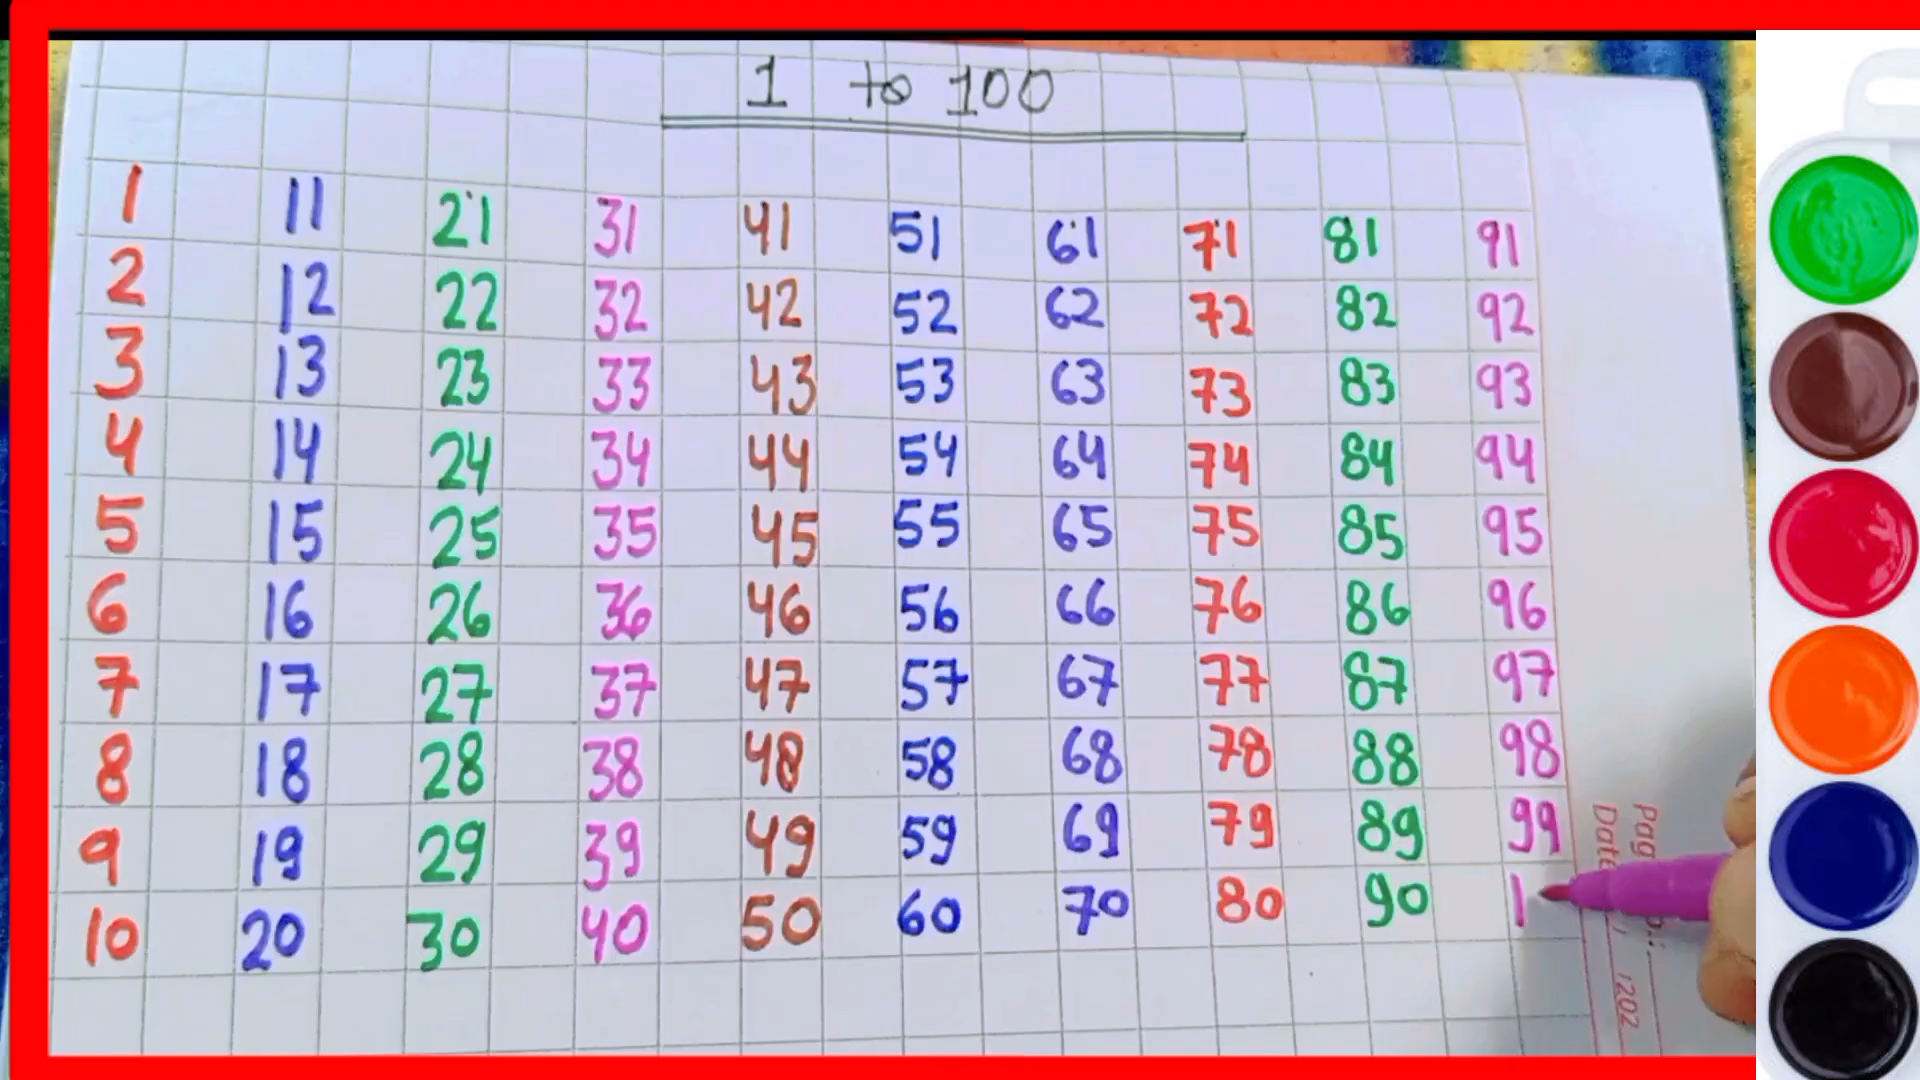 1 to 100
1 11 21 31 41 51 61 71 81 91
2 12 22 32 42 52 62 72 82 92
3 13 23 33 43 53 63 73 83 93
4 14 24 34 44 54 64 74 84 94
5 15 25 35 45 55 65 75 85 95
6 16 26 36 46 56 66 76 86 96
7 17 27 37 47 57 67 77 87 97
8 18 28 38 48 58 68 78 88 98
9 19 29 39 49 59 69 79 89 99
10 20 30 40 50 60 70 80 90 1